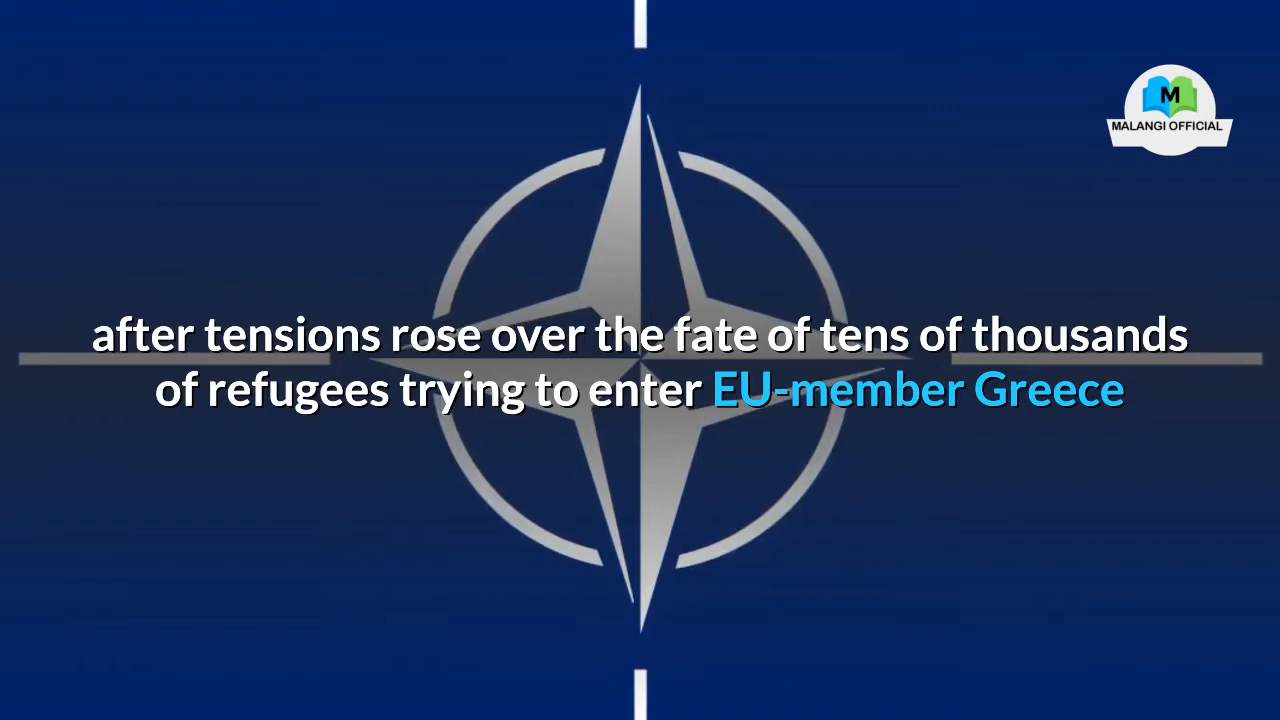 M
MALANGI OFFICIAL
after tensions rose over the fate of tens of thousands
of refugees trying to enter EU-member Greece